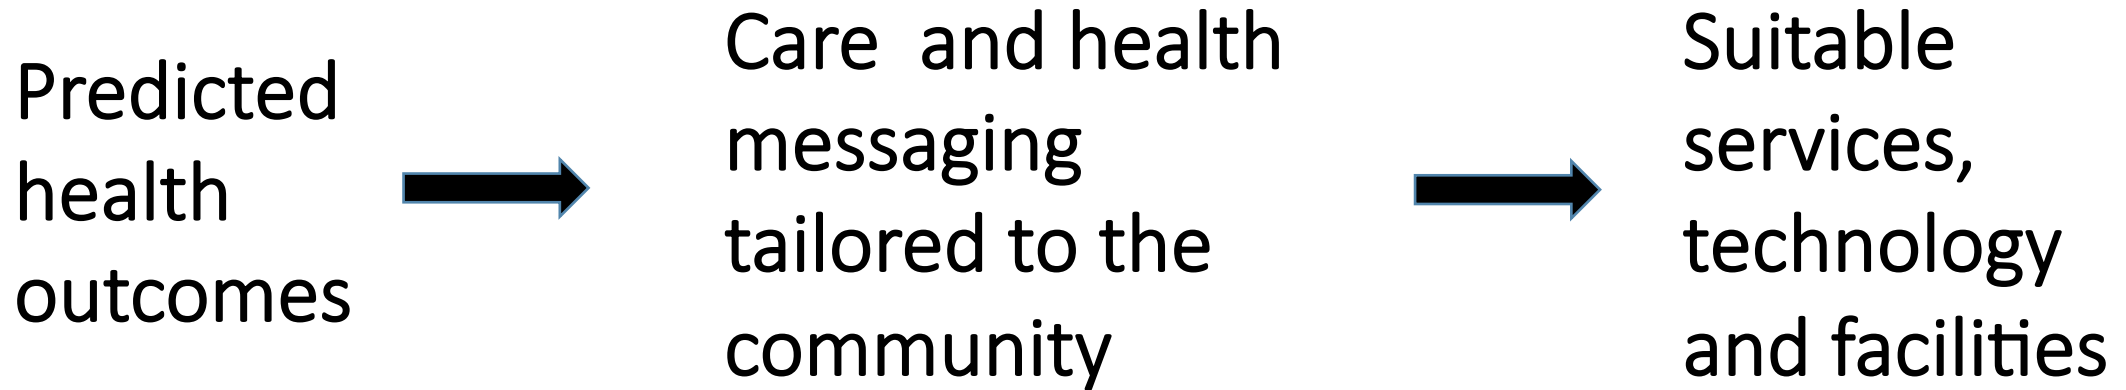 Predicted
health
outcomes
Care  and health
messaging
tailored to the
community
Suitable
services,
technology
and facilities